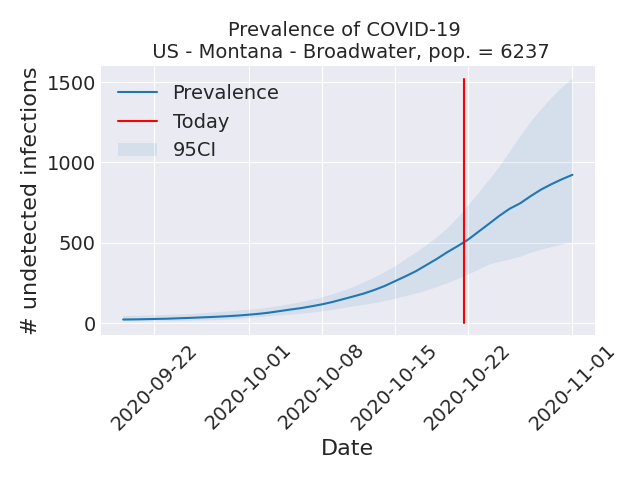 Prevalence of COVID-19
US - Montana - Broadwater, pop. = 6237
# undetected infections
1500
1000
500
0
Prevalence
Today
95CI
2020-09-22
2020-10-01
2020-10-08
2020-10-15
2020-10-22
2020-11-01
Date